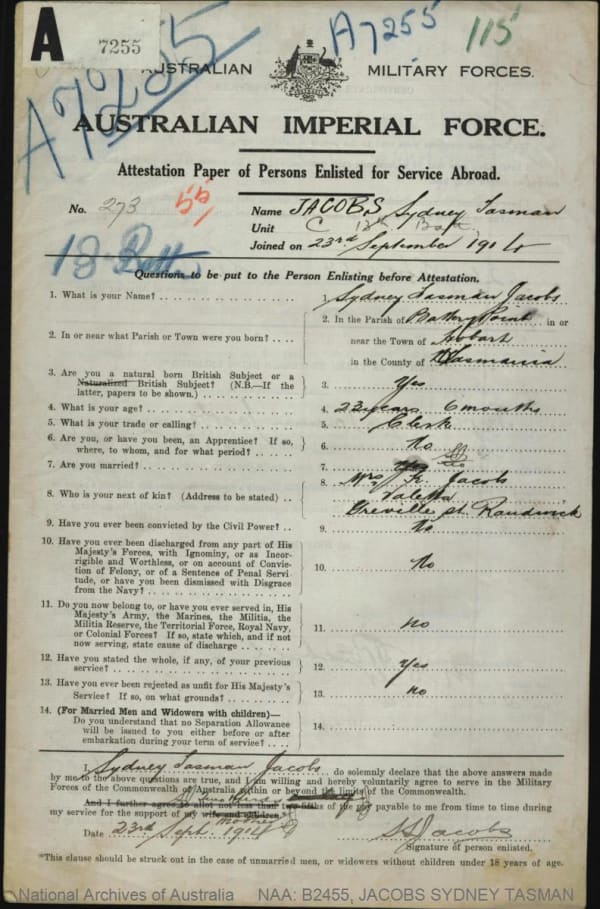 A
7255
A7255
A7255
115
AUSTRALIAN MILITARY FORCES.
AUSTRALIAN IMPERIAL FORCE.
Attestation Paper of Persons Enlisted for Service Abroad.
No. 273
Name JACOBS Sydney Tasman
Unit C 13th Batt.
Joined on 23rd September 1914
13 Batt
Questions to be put to the Person Enlisting before Attestation.
1. What is your Name? 1. Sydney Tasman Jacobs
2. In or near what Parish or Town were you born? 2. In the Parish of Battery Point in or
near the Town of Hobart
in the County of Tasmania
3. Are you a natural born British Subject or a
Naturalized British Subject? (N.B.—If the
latter, papers to be shown.) 3. Yes
4. What is your age? 4. 23 years 6 months
5. What is your trade or calling? 5. Clerk
6. Are you, or have you been, an Apprentice? If so,
where, to whom, and for what period? 6. No
7. Are you married? 7. No
8. Who is your next of kin? (Address to be stated) 8. Mrs Jacobs
Valetta
Greville St. Randwick
9. Have you ever been convicted by the Civil Power? 9. No
10. Have you ever been discharged from any part of His
Majesty's Forces, with Ignominy, or as Incor-
rigible and Worthless, or on account of Convic-
tion of Felony, or of a Sentence of Penal Servi-
tude, or have you been dismissed with Disgrace
from the Navy? 10. No
11. Do you now belong to, or have you ever served in, His
Majesty's Army, the Marines, the Militia, the
Militia Reserve, the Territorial Force, Royal Navy,
or Colonial Forces? If so, state which, and if not
now serving, state cause of discharge 11. no
12. Have you stated the whole, if any, of your previous
service? 12. Yes
13. Have you ever been rejected as unfit for His Majesty's
Service? If so, on what grounds? 13. no
14. (For Married Men and Widowers with children)—
Do you understand that no Separation Allowance
will be issued to you either before or after
embarkation during your term of service? 14.
I, Sydney Tasman Jacobs do solemnly declare that the above answers made
by me to the above questions are true, and I am willing and hereby voluntarily agree to serve in the Military
Forces of the Commonwealth of Australia within or beyond the limits of the Commonwealth.
And I further agree to allot not less than two-fifths of the pay payable to me from time to time during
my service for the support of my wife and children
mother
Date 23rd Sept. 1914
S T Jacobs
Signature of person enlisted.
*This clause should be struck out in the case of unmarried men, or widowers without children under 18 years of age.
National Archives of Australia NAA: B2455, JACOBS SYDNEY TASMAN